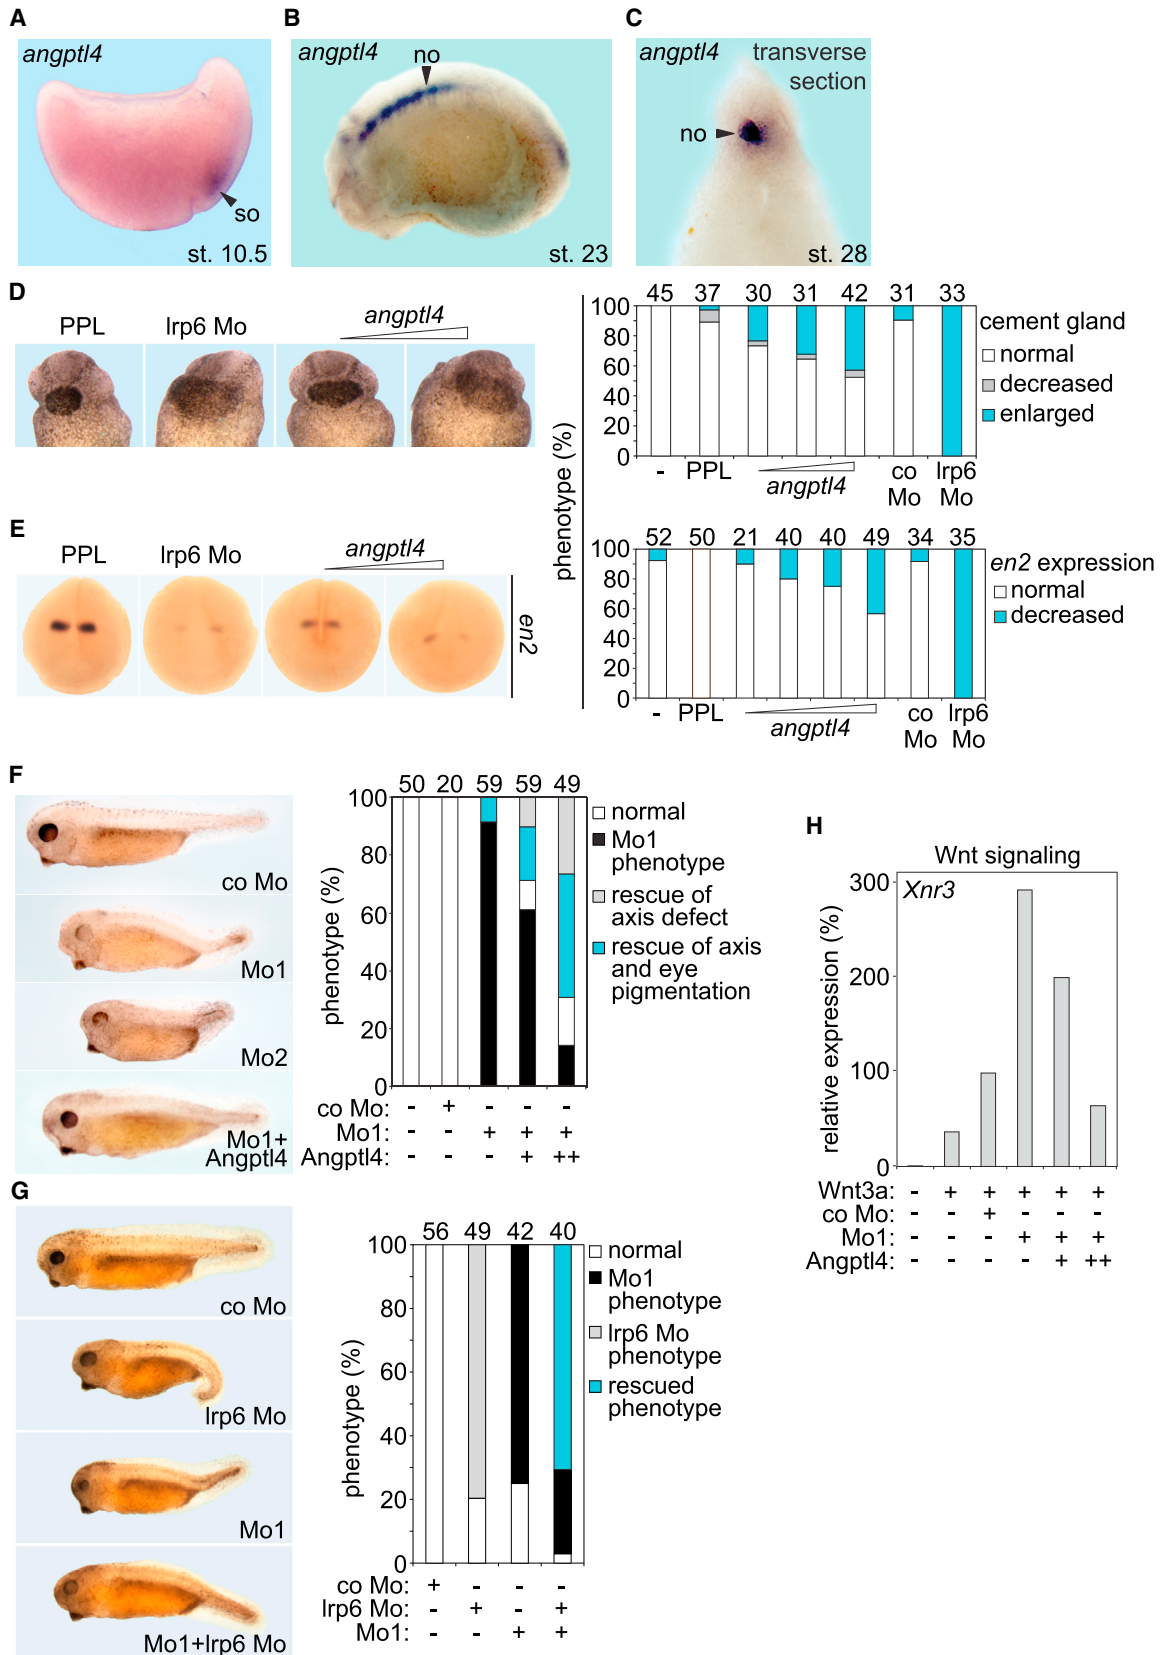 A
angptl4
so
st. 10.5
B
angptl4
no
st. 23
C
angptl4 transverse
section
no
st. 28
D
PPL
lrp6 Mo
angptl4
phenotype (%)
45 37 30 31 42 31 33
100
80
60
40
20
0
- PPL angptl4 co lrp6
Mo Mo
cement gland
normal
decreased
enlarged
E
PPL
lrp6 Mo
angptl4
en2
52 50 21 40 40 49 34 35
100
80
60
40
20
0
- PPL angptl4 co lrp6
Mo Mo
en2 expression
normal
decreased
F
co Mo
Mo1
Mo2
Mo1+
Angptl4
phenotype (%)
50 20 59 59 49
100
80
60
40
20
0
co Mo: - + - - -
Mo1: - - + + +
Angptl4: - - - + ++
normal
Mo1
phenotype
rescue of
axis defect
rescue of axis
and eye
pigmentation
G
co Mo
lrp6 Mo
Mo1
Mo1+lrp6 Mo
phenotype (%)
56 49 42 40
100
80
60
40
20
0
co Mo: + - - -
lrp6 Mo: - + - +
Mo1: - - + +
normal
Mo1
phenotype
lrp6 Mo
phenotype
rescued
phenotype
H
Wnt signaling
Xnr3
relative expression (%)
300
200
100
0
Wnt3a: - + + + + +
co Mo: - - + - - -
Mo1: - - - + + +
Angptl4: - - - - + ++